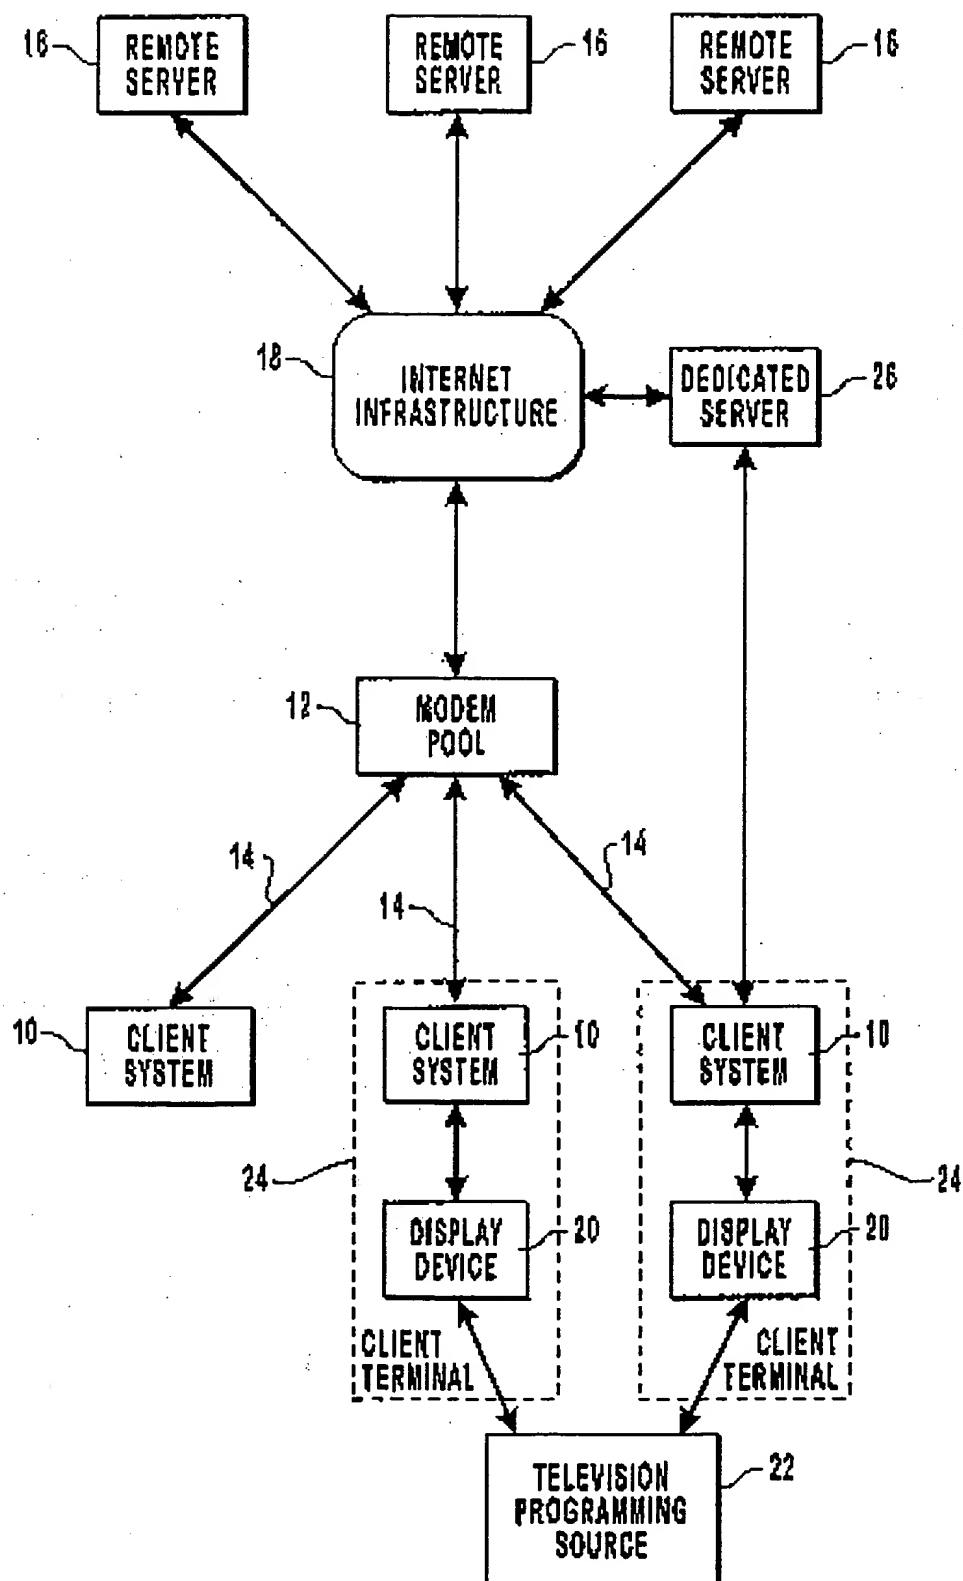 16
REMOTE
SERVER
REMOTE
SERVER
16
REMOTE
SERVER
16
18
INTERNET
INFRASTRUCTURE
DEDICATED
SERVER
26
12
MODEM
POOL
14
14
14
10
CLIENT
SYSTEM
CLIENT
SYSTEM
10
CLIENT
SYSTEM
10
24
24
DISPLAY
DEVICE
20
DISPLAY
DEVICE
20
CLIENT
TERMINAL
CLIENT
TERMINAL
TELEVISION
PROGRAMMING
SOURCE
22